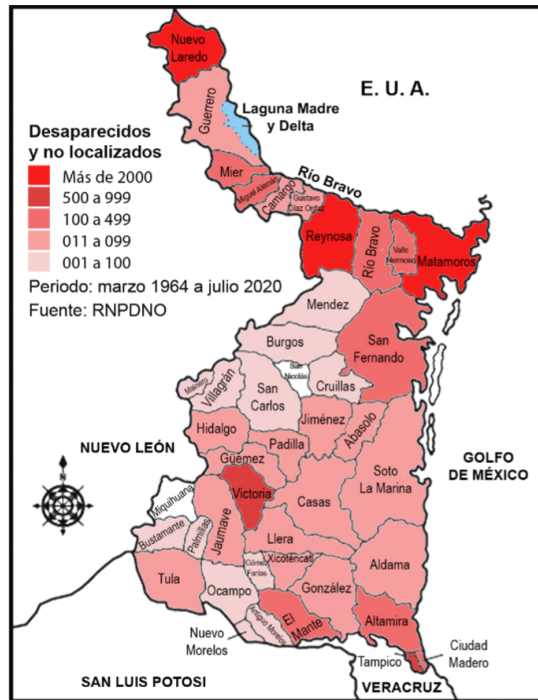 Nuevo
Laredo
E. U. A.
Guerrero
Laguna Madre
y Delta
Desaparecidos
y no localizados
Más de 2000
500 a 999
100 a 499
011 a 099
001 a 100
Periodo: marzo 1964 a julio 2020
Fuente: RNPDNO
Mier
Miguel Alemán
Camargo
Gustavo
Díaz Ordaz
Río Bravo
Reynosa
Río Bravo
Valle
Hermoso
Matamoros
Mendez
Burgos
San
Fernando
San
Nicolás
Cruillas
Mainero
Villagrán
San
Carlos
Jiménez
Abasolo
Hidalgo
Padilla
NUEVO LEÓN
Güemez
GOLFO
DE MÉXICO
Soto
La Marina
Victoria
Casas
Miquihuana
Bustamante
Palmillas
Jaumave
Llera
Xicoténcatl
Aldama
Tula
Gómez
Farías
Ocampo
González
Antiguo Morelos
El
Mante
Altamira
Nuevo
Morelos
Tampico
Ciudad
Madero
SAN LUIS POTOSI
VERACRUZ